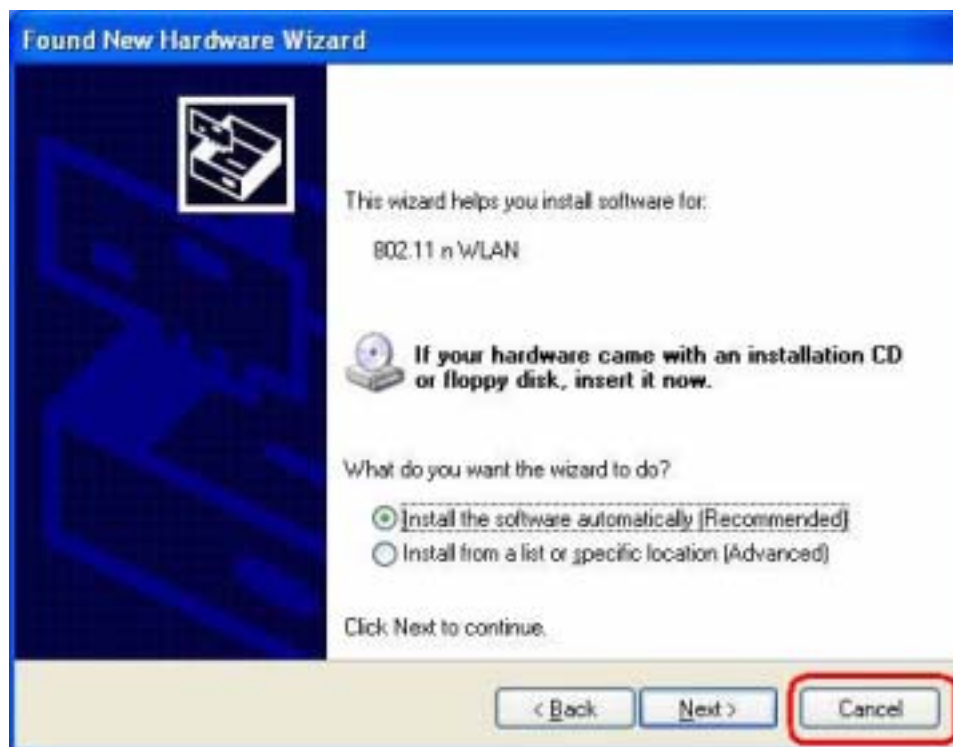 Found New Hardware Wizard
This wizard helps you install software for:
802.11 n WLAN
If your hardware came with an installation CD
or floppy disk, insert it now.
What do you want the wizard to do?
Install the software automatically (Recommended)
Install from a list or specific location (Advanced)
Click Next to continue.
< Back
Next >
Cancel